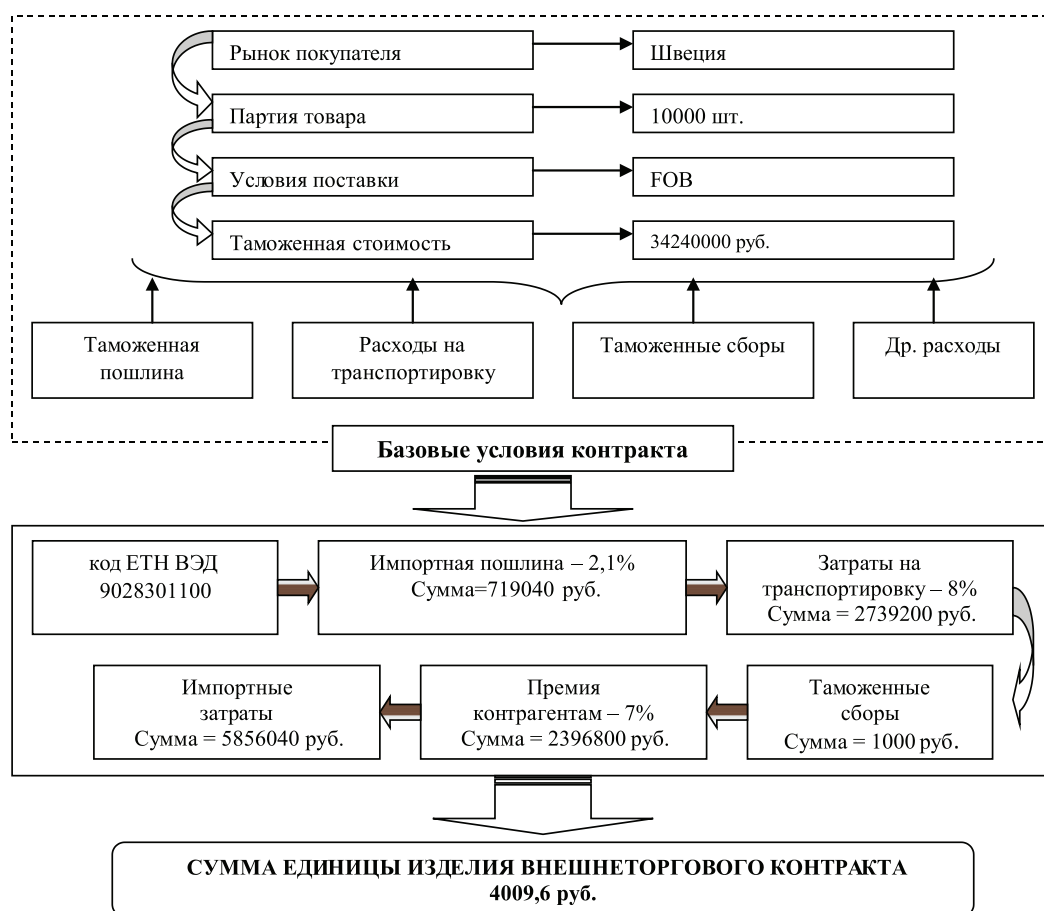 Рынок покупателя
Швеция
Партия товара
10000 шт.
Условия поставки
FOB
Таможенная стоимость
34240000 руб.
Таможенная
пошлина
Расходы на
транспортировку
Таможенные сборы
Др. расходы
Базовые условия контракта
код ЕТН ВЭД
9028301100
Импортная пошлина – 2,1%
Сумма=719040 руб.
Затраты на
транспортировку – 8%
Сумма = 2739200 руб.
Импортные
затраты
Сумма = 5856040 руб.
Премия
контрагентам – 7%
Сумма = 2396800 руб.
Таможенные
сборы
Сумма = 1000 руб.
СУММА ЕДИНИЦЫ ИЗДЕЛИЯ ВНЕШНЕТОРГОВОГО КОНТРАКТА
4009,6 руб.